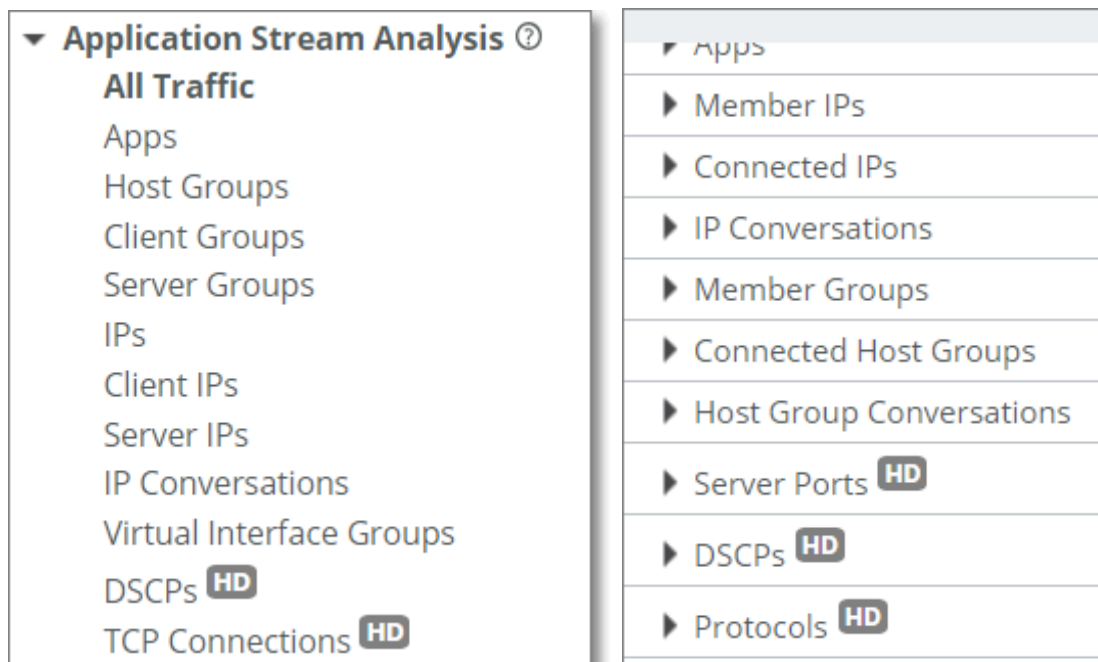 Application Stream Analysis ?
All Traffic
Apps
Host Groups
Client Groups
Server Groups
IPs
Client IPs
Server IPs
IP Conversations
Virtual Interface Groups
DSCPs HD
TCP Connections HD
Apps
Member IPs
Connected IPs
IP Conversations
Member Groups
Connected Host Groups
Host Group Conversations
Server Ports HD
DSCPs HD
Protocols HD